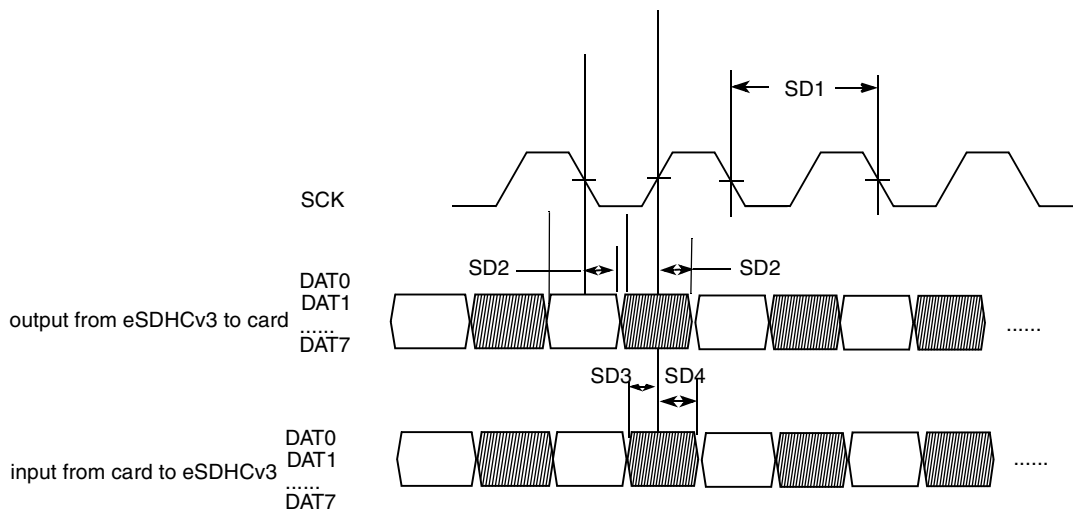 SD1
SCK
SD2
SD2
DAT0
DAT1
output from eSDHCv3 to card
......
......
DAT7
SD3
SD4
DAT0
DAT1
input from card to eSDHCv3
......
......
DAT7